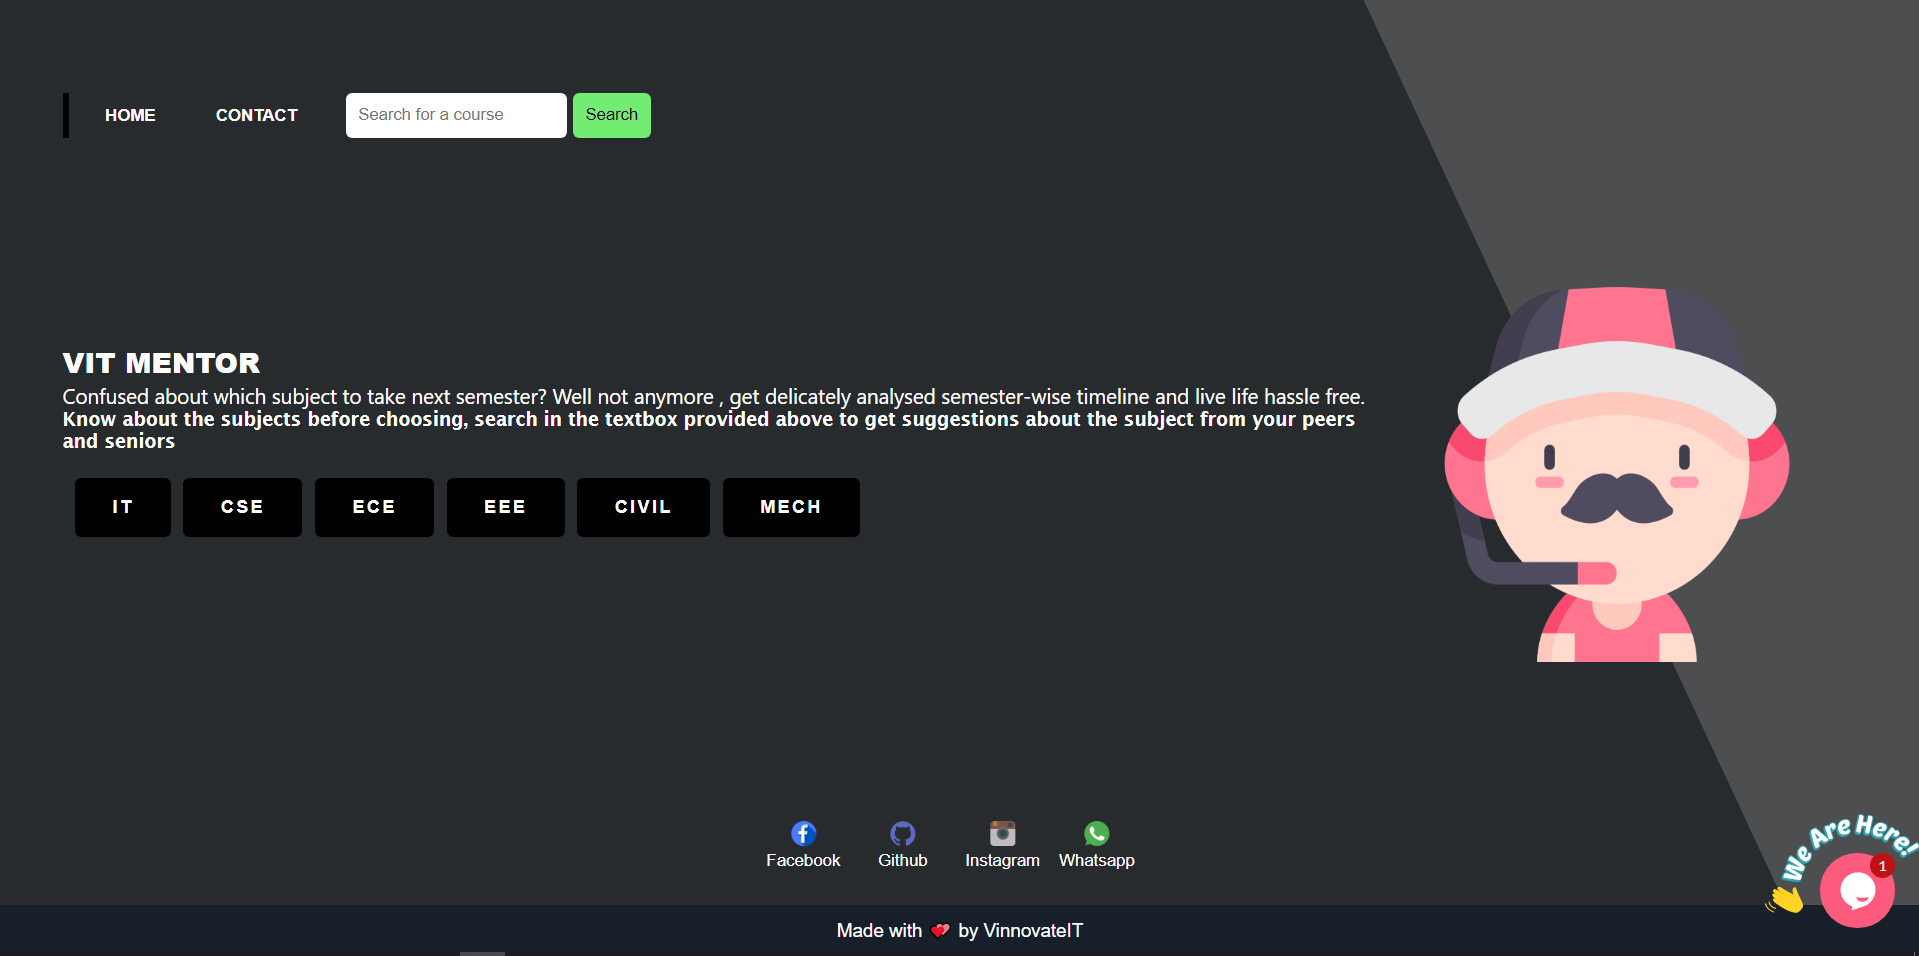 HOME
CONTACT
Search for a course
Search
VIT MENTOR
Confused about which subject to take next semester? Well not anymore , get delicately analysed semester-wise timeline and live life hassle free.
Know about the subjects before choosing, search in the textbox provided above to get suggestions about the subject from your peers
and seniors
IT
CSE
ECE
EEE
CIVIL
MECH
Facebook
Github
Instagram
Whatsapp
We Are Here!
1
Made with by VinnovateIT